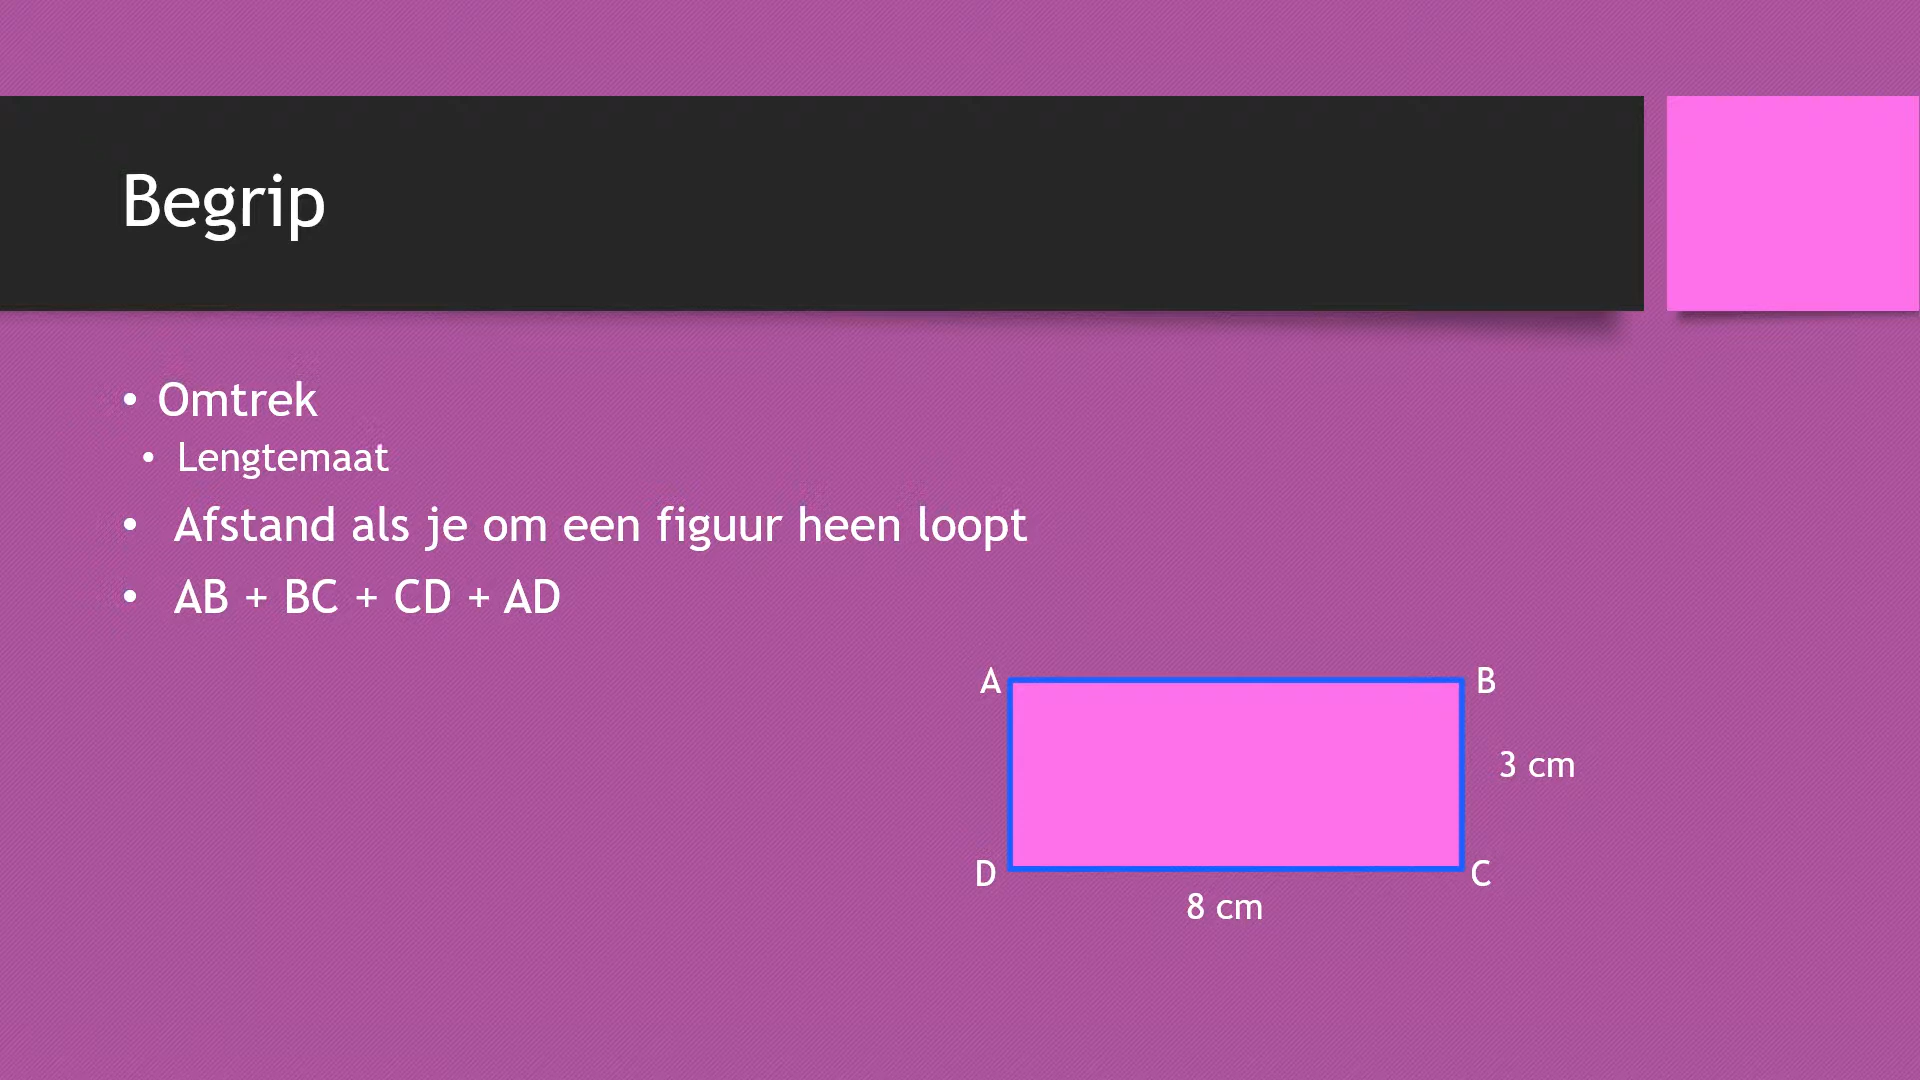 Begrip
• Omtrek
• Lengtemaat
• Afstand als je om een figuur heen loopt
• AB + BC + CD + AD
A
B
3 cm
D
C
8 cm